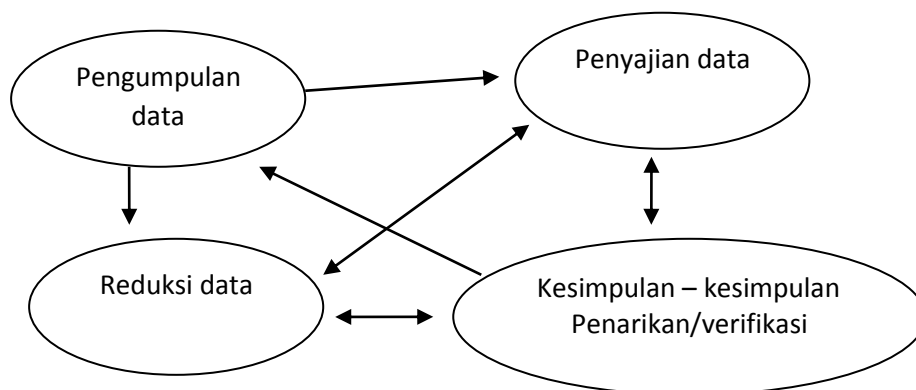 Pengumpulan
data
Penyajian data
Reduksi data
Kesimpulan – kesimpulan
Penarikan/verifikasi